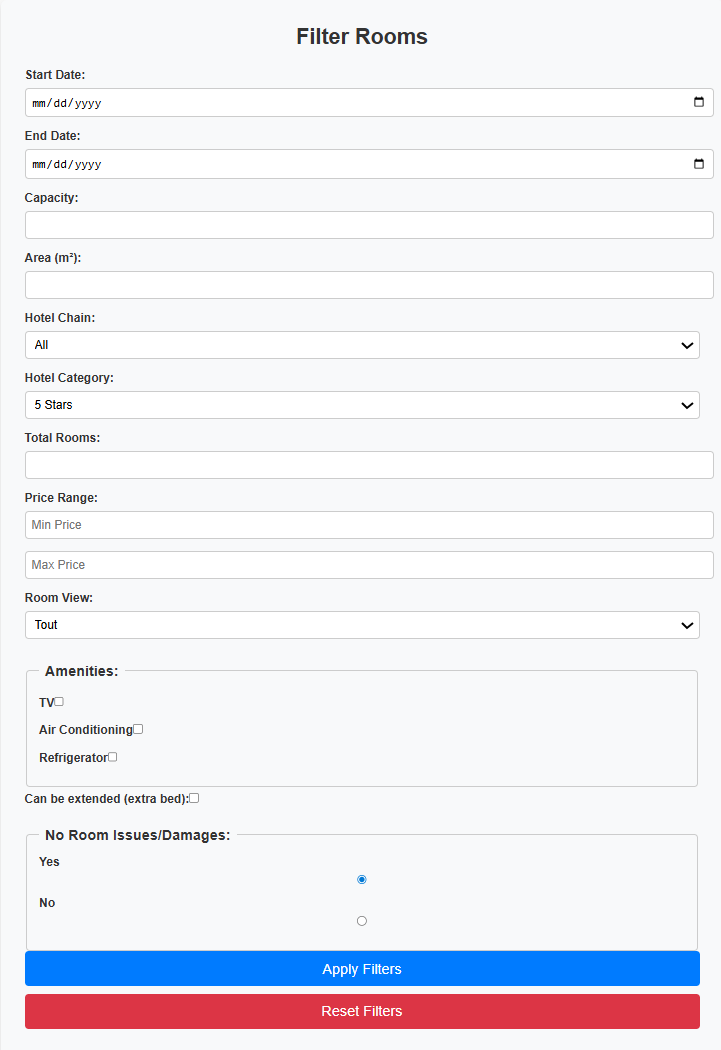 Filter Rooms
Start Date:
mm/dd/yyyy
End Date:
mm/dd/yyyy
Capacity:
Area (m²):
Hotel Chain:
All
Hotel Category:
5 Stars
Total Rooms:
Price Range:
Min Price
Max Price
Room View:
Tout
Amenities:
TV
Air Conditioning
Refrigerator
Can be extended (extra bed):
No Room Issues/Damages:
Yes
No
Apply Filters
Reset Filters